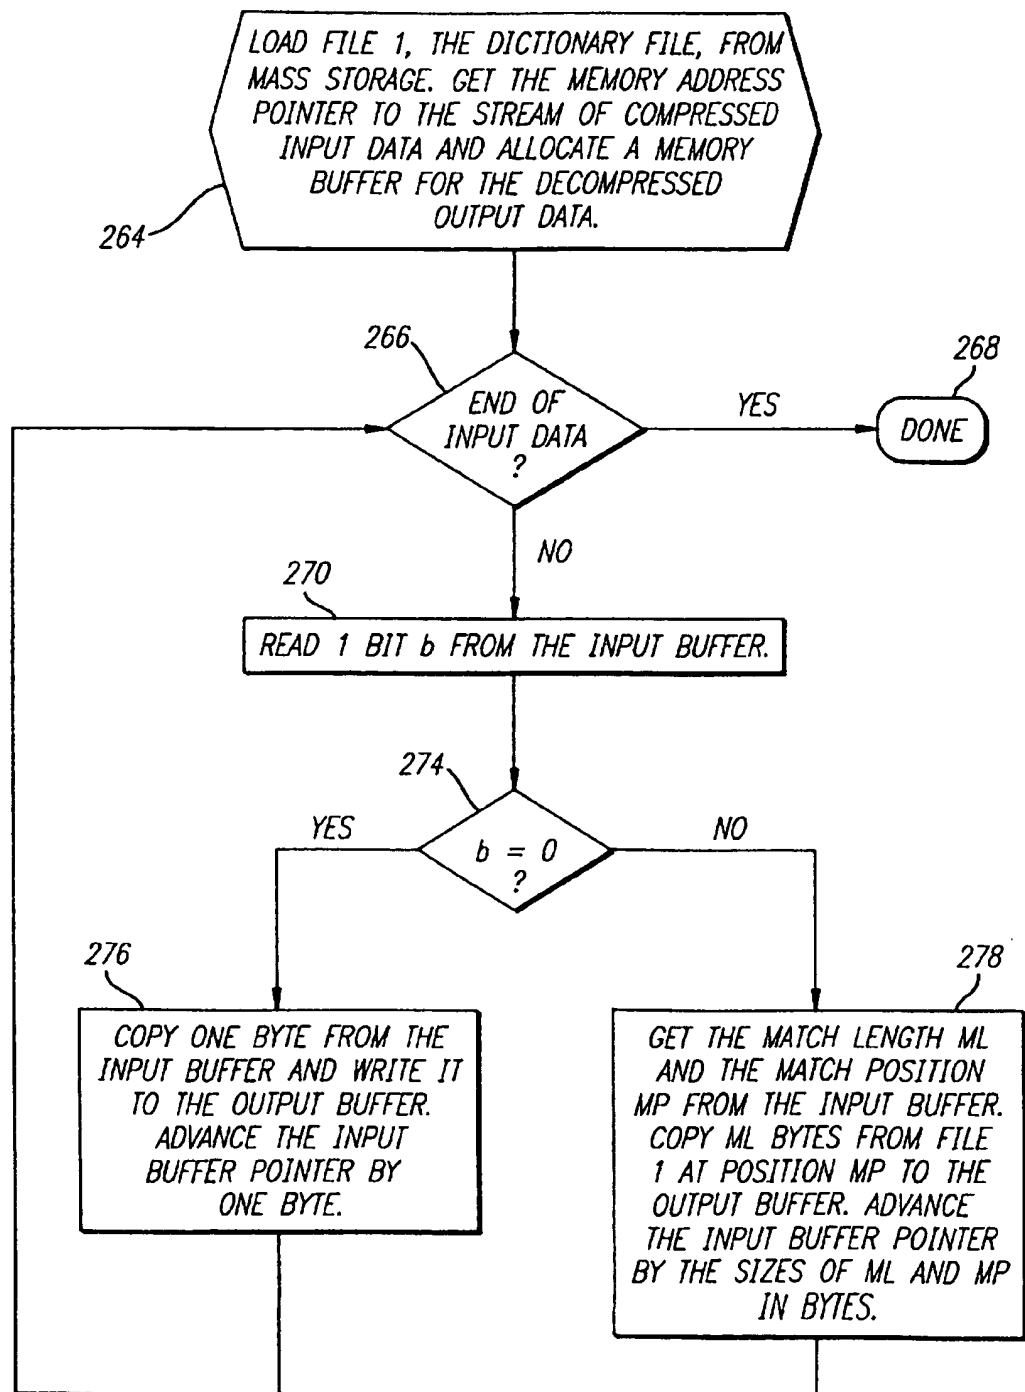 LOAD FILE 1, THE DICTIONARY FILE, FROM
MASS STORAGE. GET THE MEMORY ADDRESS
POINTER TO THE STREAM OF COMPRESSED
INPUT DATA AND ALLOCATE A MEMORY
BUFFER FOR THE DECOMPRESSED
OUTPUT DATA.
264
266
END OF
INPUT DATA
?
YES
268
DONE
NO
270
READ 1 BIT b FROM THE INPUT BUFFER.
274
b = 0
?
YES
NO
276
COPY ONE BYTE FROM THE
INPUT BUFFER AND WRITE IT
TO THE OUTPUT BUFFER.
ADVANCE THE INPUT
BUFFER POINTER BY
ONE BYTE.
278
GET THE MATCH LENGTH ML
AND THE MATCH POSITION
MP FROM THE INPUT BUFFER.
COPY ML BYTES FROM FILE
1 AT POSITION MP TO THE
OUTPUT BUFFER. ADVANCE
THE INPUT BUFFER POINTER
BY THE SIZES OF ML AND MP
IN BYTES.